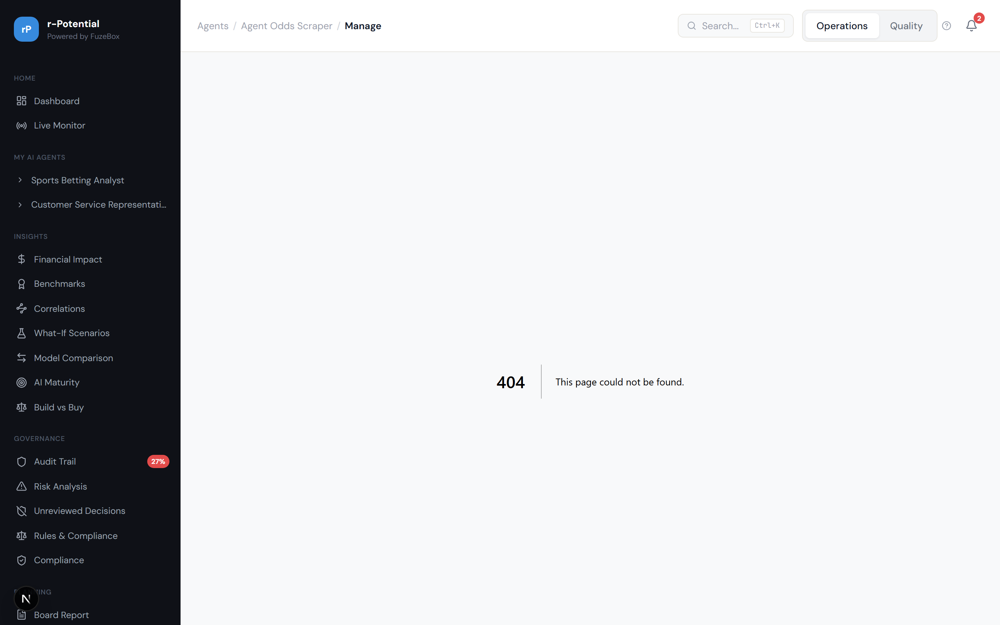 rP
r-Potential
Powered by FuzeBox
Agents / Agent Odds Scraper / Manage
Search...
Ctrl+K
Operations
Quality
2
HOME
Dashboard
Live Monitor
MY AI AGENTS
Sports Betting Analyst
Customer Service Representati...
INSIGHTS
Financial Impact
Benchmarks
Correlations
What-If Scenarios
Model Comparison
AI Maturity
Build vs Buy
GOVERNANCE
Audit Trail
27%
Risk Analysis
Unreviewed Decisions
Rules & Compliance
Compliance
N
Board Report
404
This page could not be found.